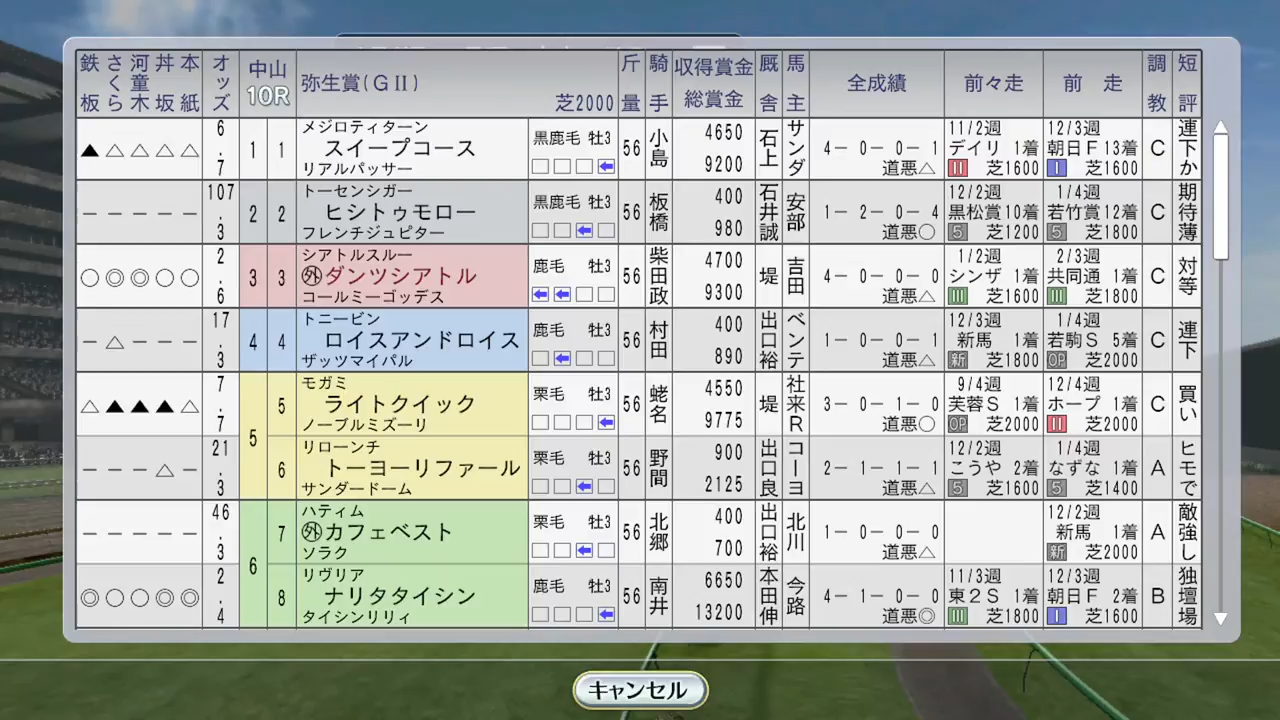 鉄板 さくら 河童木 丼坂 本紙 オッズ 中山 10R 弥生賞(GⅡ) 芝2000 斤量 騎手 収得賞金 総賞金 厩舎 馬主 全成績 前々走 前 走 調教 短評
▲ △ △ △ △ 6.7 1 1 メジロティターン スイープコース リアルパッサー 黒鹿毛 牡3 56 小島 4650 9200 石上 サンダ 4- 0- 0- 1 道悪△ 11/2週 デイリ 1着 Ⅱ 芝1600 12/3週 朝日F 13着 Ⅰ 芝1600 C 連下か
- - - - - 107.3 2 2 トーセンシガー ヒシトゥモロー フレンチジュピター 黒鹿毛 牡3 56 板橋 400 980 石井誠 安部 1- 2- 0- 4 道悪○ 12/2週 黒松賞 10着 5 芝1200 1/4週 若竹賞 12着 5 芝1800 C 期待薄
○ ◎ ◎ ○ ○ 2.6 3 3 シアトルスルー 外 ダンツシアトル コールミーゴッデス 鹿毛 牡3 56 柴田政 4700 9300 堤 吉田 4- 0- 0- 0 道悪△ 1/2週 シンザ 1着 Ⅲ 芝1600 2/3週 共同通 1着 Ⅲ 芝1800 C 対等
- △ - - - 17.3 4 4 トニービン ロイスアンドロイス ザッツマイパル 鹿毛 牡3 56 村田 400 890 出口裕 ベンテ 1- 0- 0- 1 道悪△ 12/3週 新馬 1着 新 芝1800 1/4週 若駒S 5着 OP 芝2000 C 連下
△ ▲ ▲ ▲ △ 7.7 5 5 モガミ ライトクイック ノーブルミズーリ 栗毛 牡3 56 蛯名 4550 9775 堤 社来R 3- 0- 1- 0 道悪○ 9/4週 芙蓉S 1着 OP 芝2000 12/4週 ホープ 1着 Ⅱ 芝2000 C 買い
- - - △ - 21.3 6 リローンチ トーヨーリファール サンダードーム 栗毛 牡3 56 野間 900 2125 出口良 コーヨ 2- 1- 1- 1 道悪△ 12/2週 こうや 2着 5 芝1600 1/4週 なずな 1着 5 芝1400 A ヒモで
- - - - - 46.3 6 7 ハティム 外 カフェベスト ソラク 栗毛 牡3 56 北郷 400 700 出口裕 北川 1- 0- 0- 0 道悪△ 12/2週 新馬 1着 新 芝2000 A 敵強し
◎ ○ ○ ◎ ◎ 2.4 8 リヴリア ナリタタイシン タイシンリリィ 鹿毛 牡3 56 南井 6650 13200 本田伸 今路 4- 1- 0- 0 道悪◎ 11/3週 東2S 1着 Ⅲ 芝1800 12/3週 朝日F 2着 Ⅰ 芝1600 B 独壇場
キャンセル